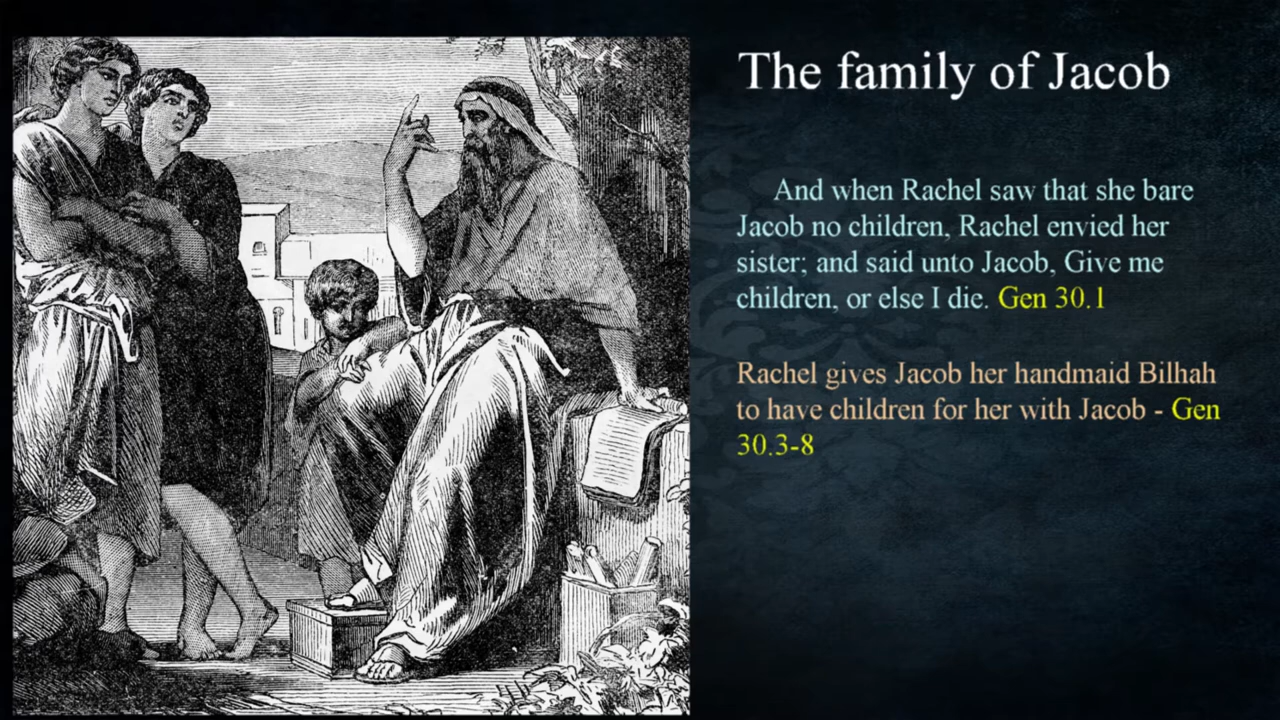 The family of Jacob
And when Rachel saw that she bare
Jacob no children, Rachel envied her
sister; and said unto Jacob, Give me
children, or else I die. Gen 30.1
Rachel gives Jacob her handmaid Bilhah
to have children for her with Jacob - Gen
30.3-8